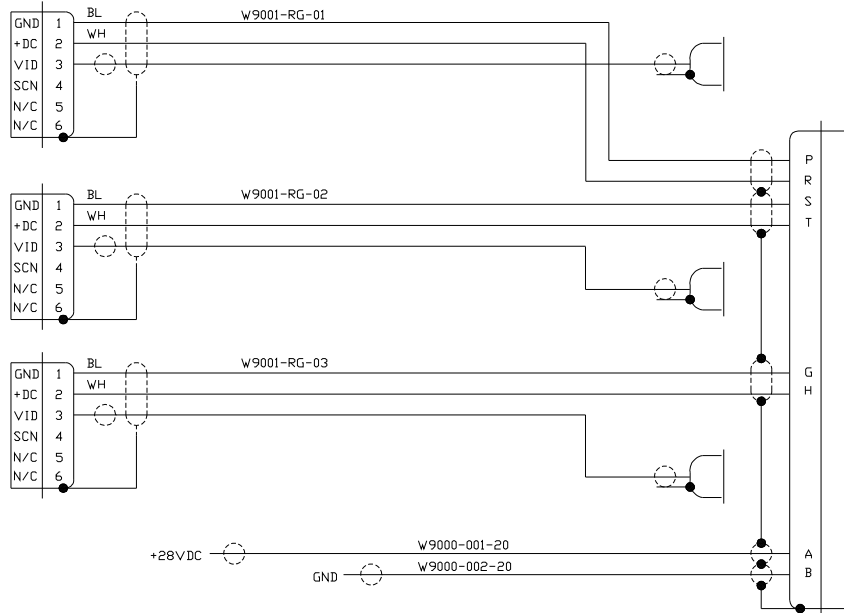 BL W9001-RG-01
GND 1
WH
+DC 2
VID 3
SCN 4
N/C 5
N/C 6
P
R
BL W9001-RG-02
GND 1
S
WH
+DC 2
T
VID 3
SCN 4
N/C 5
N/C 6
BL W9001-RG-03
GND 1
G
WH
+DC 2
H
VID 3
SCN 4
N/C 5
N/C 6
W9000-001-20
+28VDC
A
W9000-002-20
GND
B